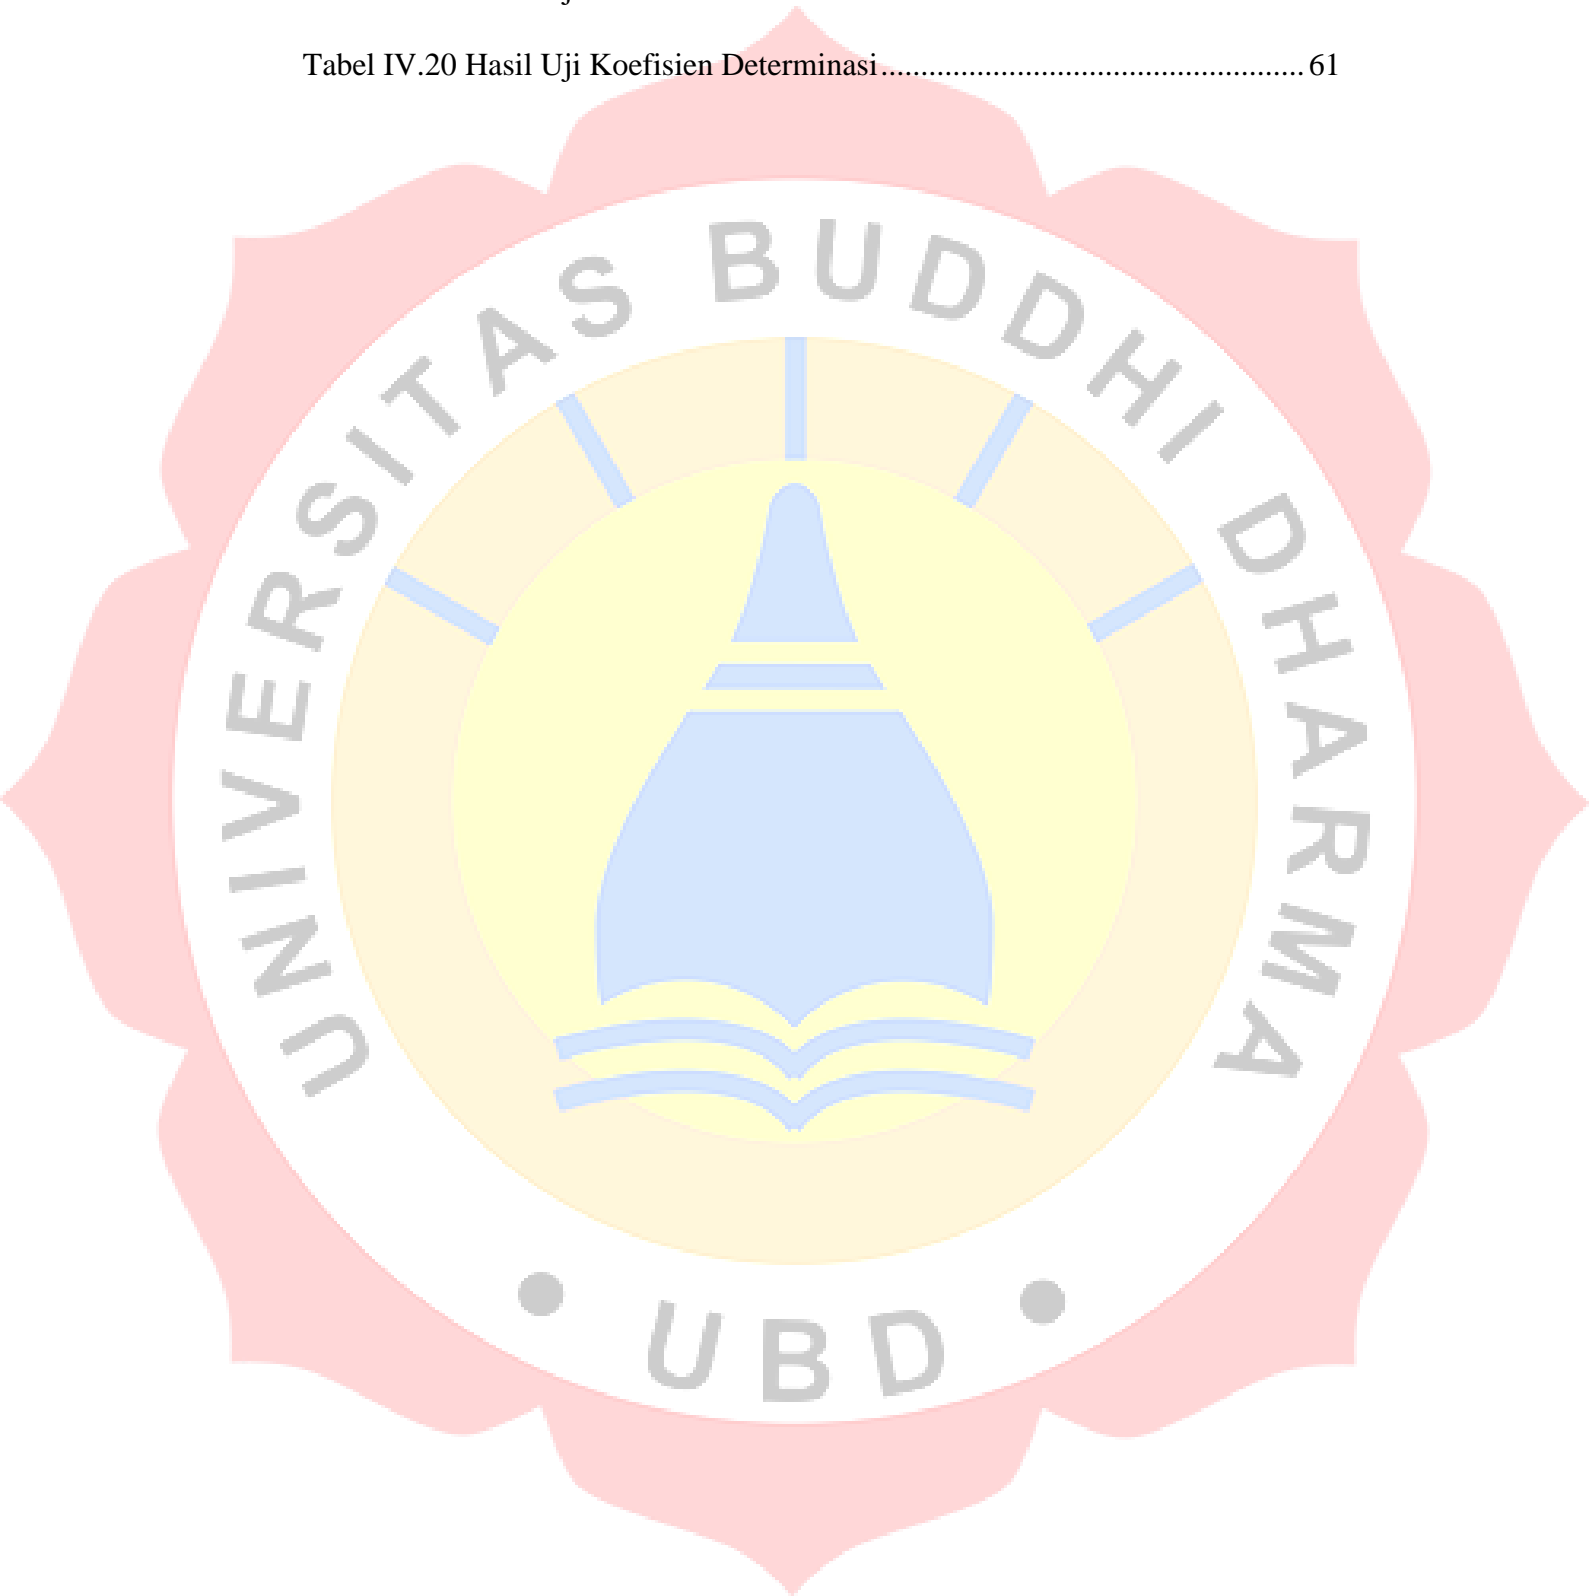 Tabel IV.20 Hasil Uji Koefisien Determinasi..................................................... 61
UNIVERSITAS BUDDHI DHARMA
• UBD •